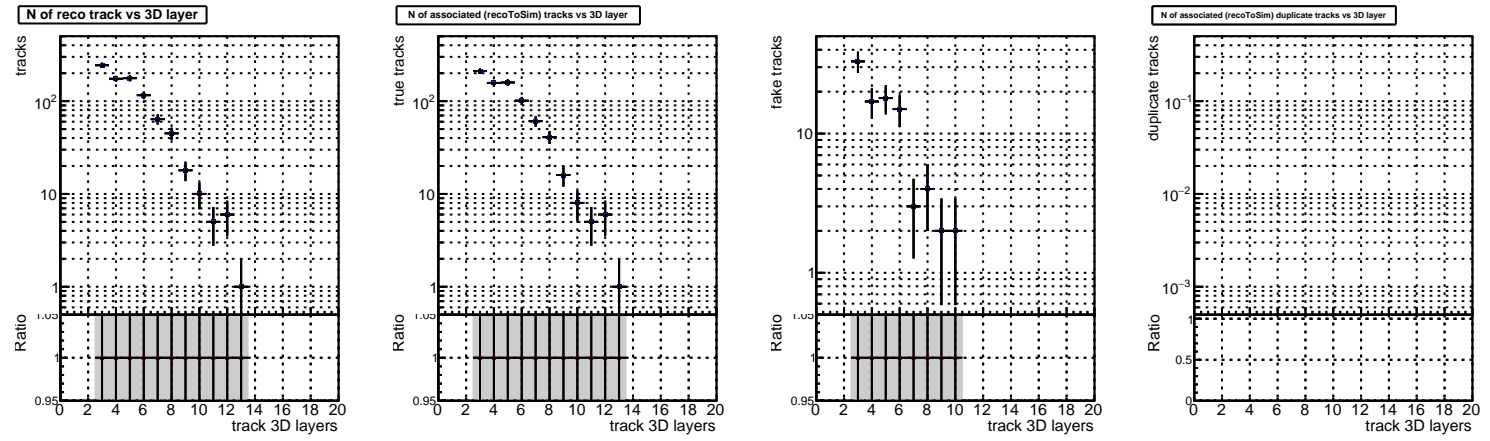 N of reco track vs 3D layer
tracks
10²
10
1
Ratio
1.05
1
0.95
0 2 4 6 8 10 12 14 16 18 20
track 3D layers
N of associated (recoToSim) tracks vs 3D layer
true tracks
10²
10
1
Ratio
1.05
1
0.95
0 2 4 6 8 10 12 14 16 18 20
track 3D layers
fake tracks
10
1
Ratio
1.05
1
0.95
0 2 4 6 8 10 12 14 16 18 20
track 3D layers
N of associated (recoToSim) duplicate tracks vs 3D layer
duplicate tracks
10⁻¹
10⁻²
10⁻³
Ratio
1
0.5
0
0 2 4 6 8 10 12 14 16 18 20
track 3D layers